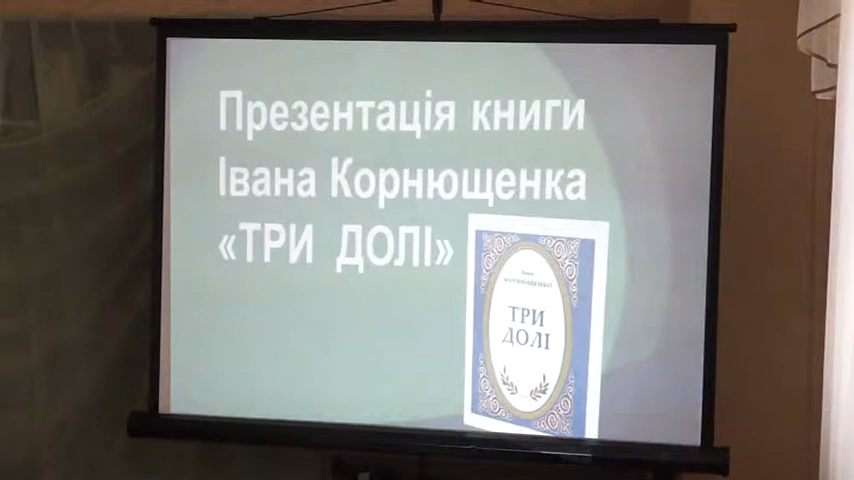 Презентація книги
Івана Корнющенка
«ТРИ ДОЛІ»
ТРИ
ДОЛІ